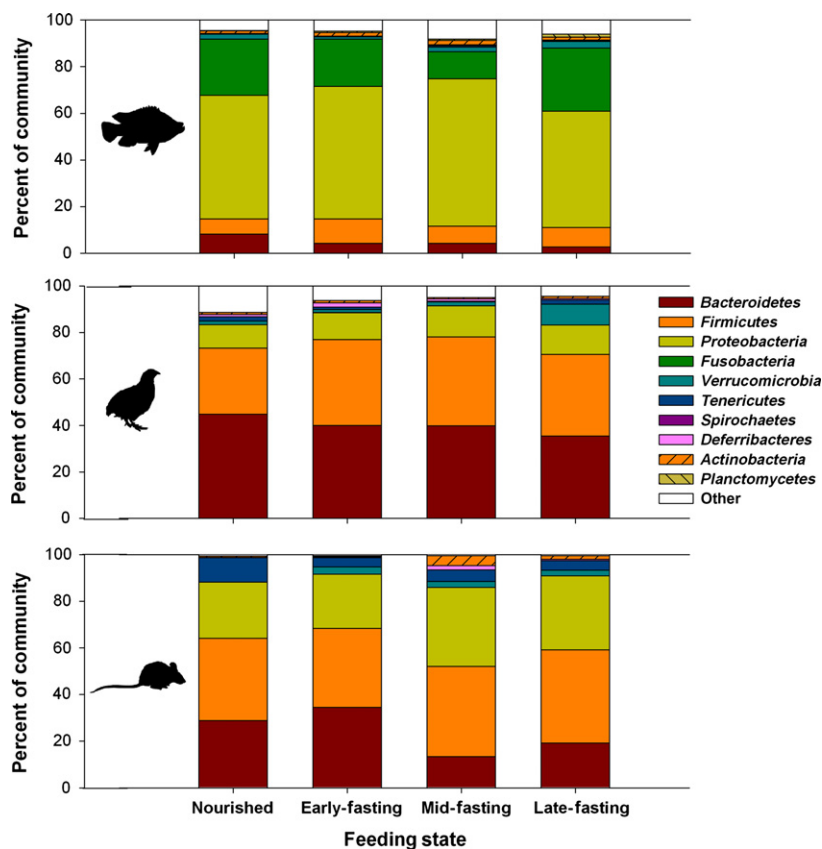 Percent of community
100
80
60
40
20
0
Percent of community
100
80
60
40
20
0
Bacteroidetes
Firmicutes
Proteobacteria
Fusobacteria
Verrucomicrobia
Tenericutes
Spirochaetes
Deferribacteres
Actinobacteria
Planctomycetes
Other
Percent of community
100
80
60
40
20
0
Nourished Early-fasting Mid-fasting Late-fasting
Feeding state